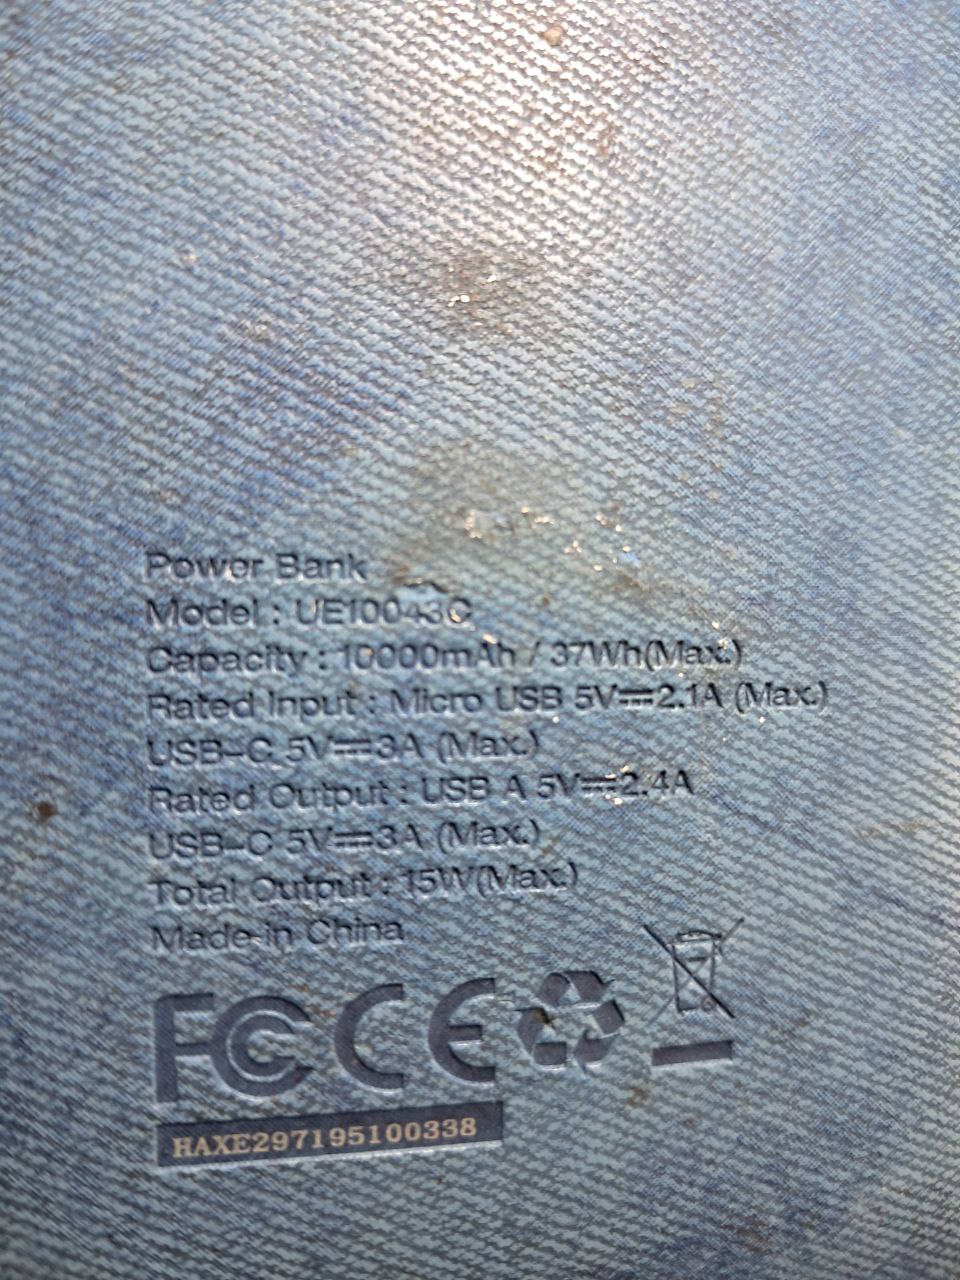 Power Bank
Model : UE10043C
Capacity : 10000mAh / 37Wh(Max.)
Rated Input : Micro USB 5V⎓2.1A (Max.)
USB-C 5V⎓3A (Max.)
Rated Output : USB A 5V⎓2.4A
USB-C 5V⎓3A (Max.)
Total Output : 15W(Max.)
Made in China
FC CE
HAXE297195100338